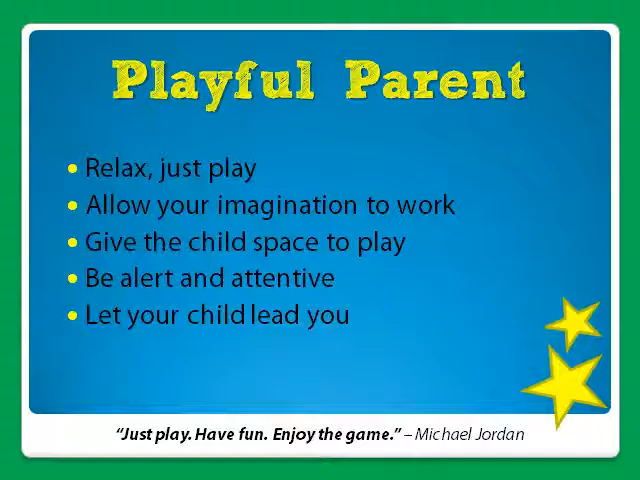 Playful Parent
• Relax, just play
• Allow your imagination to work
• Give the child space to play
• Be alert and attentive
• Let your child lead you
“Just play. Have fun. Enjoy the game.” – Michael Jordan